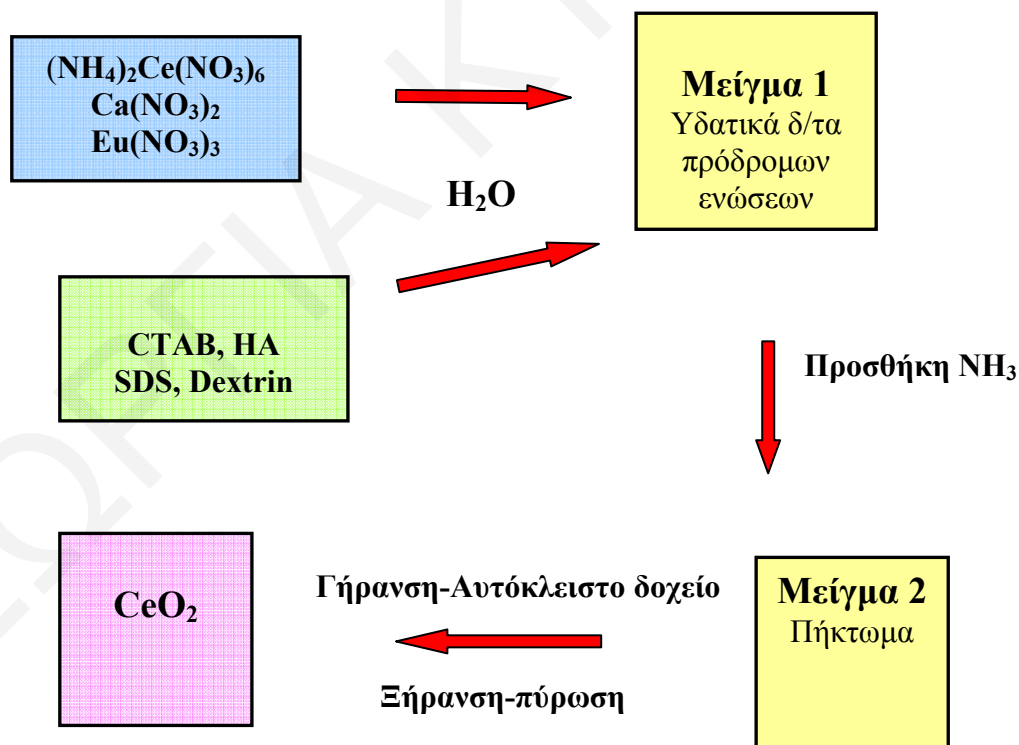 (NH₄)₂Ce(NO₃)₆
Ca(NO₃)₂
Eu(NO₃)₃
H₂O
Μείγμα 1
Υδατικά δ/τα
πρόδρομων
ενώσεων
CTAB, HA
SDS, Dextrin
Προσθήκη NH₃
CeO₂
Γήρανση-Αυτόκλειστο δοχείο
Ξήρανση-πύρωση
Μείγμα 2
Πήκτωμα